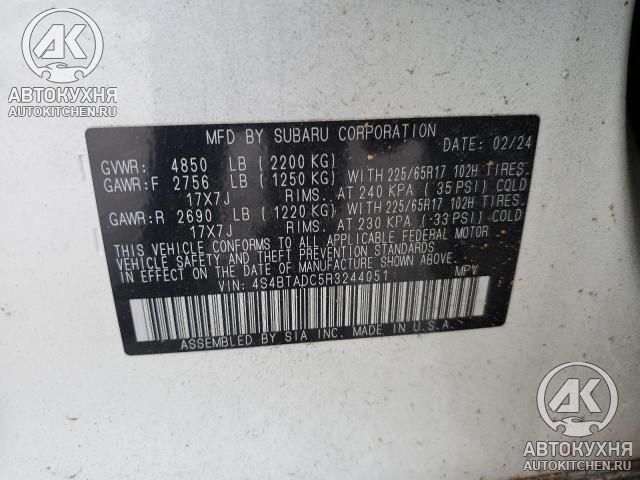 АВТОКУХНЯ
AUTOKITCHEN.RU
MFD BY SUBARU CORPORATION
DATE: 02/24
GVWR: 4850 LB (2200 KG)
GAWR:F 2756 LB (1250 KG) WITH 225/65R17 102H TIRES.
17X7J RIMS. AT 240 KPA (35 PSI) COLD
GAWR:R 2690 LB (1220 KG) WITH 225/65R17 102H TIRES.
17X7J RIMS. AT 230 KPA (33 PSI) COLD
THIS VEHICLE CONFORMS TO ALL APPLICABLE FEDERAL MOTOR
VEHICLE SAFETY AND THEFT PREVENTION STANDARDS
IN EFFECT ON THE DATE OF MANUFACTURE SHOWN ABOVE.
VIN: 4S4BTADC5R3244051 MPV
ASSEMBLED BY SIA INC. MADE IN U.S.A.
АК
АВТОКУХНЯ
AUTOKITCHEN.RU